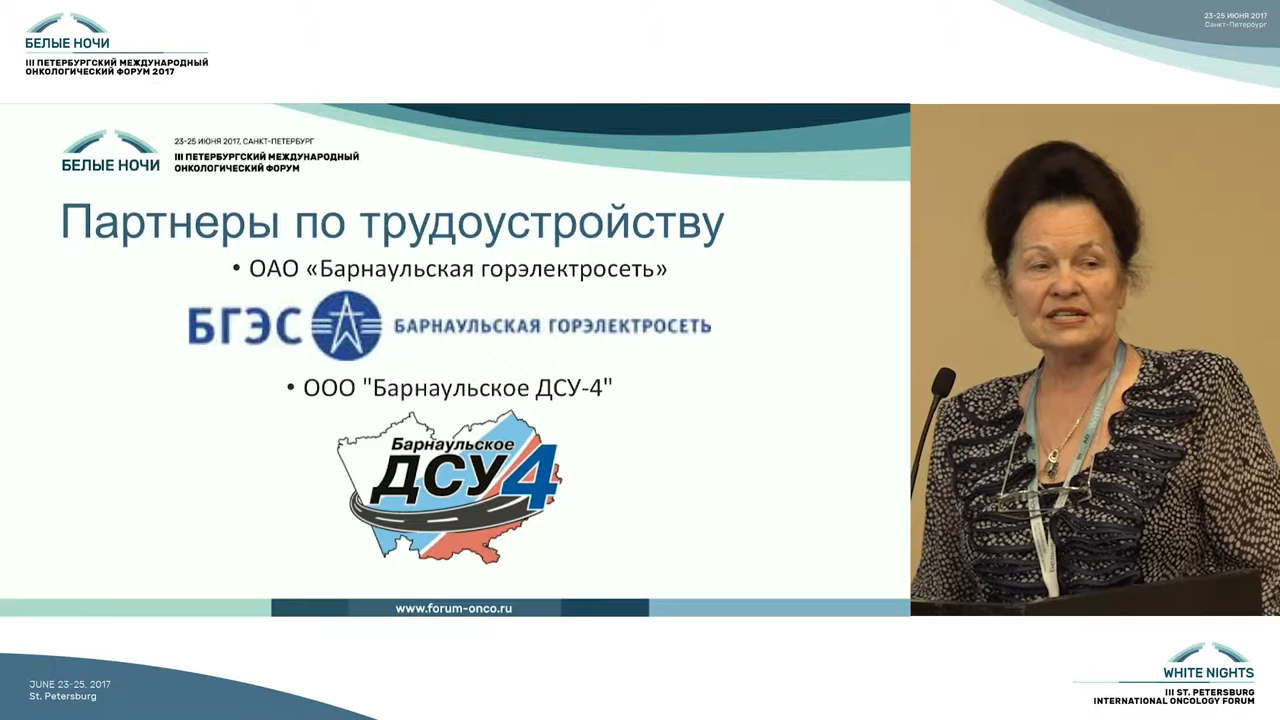 БЕЛЫЕ НОЧИ
III ПЕТЕРБУРГСКИЙ МЕЖДУНАРОДНЫЙ
ОНКОЛОГИЧЕСКИЙ ФОРУМ 2017
23-25 ИЮНЯ 2017
Санкт-Петербург
БЕЛЫЕ НОЧИ
23-25 ИЮНЯ 2017, САНКТ-ПЕТЕРБУРГ
III ПЕТЕРБУРГСКИЙ МЕЖДУНАРОДНЫЙ
ОНКОЛОГИЧЕСКИЙ ФОРУМ
Партнеры по трудоустройству
• ОАО «Барнаульская горэлектросеть»
БГЭС БАРНАУЛЬСКАЯ ГОРЭЛЕКТРОСЕТЬ
• ООО "Барнаульское ДСУ-4"
Барнаульское
ДСУ 4
www.forum-onco.ru
JUNE 23-25, 2017
St. Petersburg
WHITE NIGHTS
III ST. PETERSBURG
INTERNATIONAL ONCOLOGY FORUM